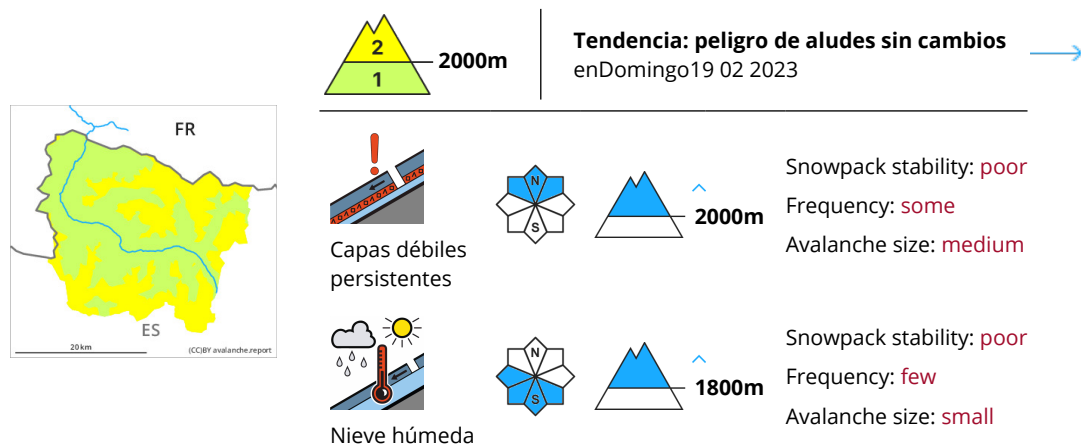 2
1
2000m
Tendencia: peligro de aludes sin cambios
enDomingo19 02 2023
FR
ES
20 km
(CC)BY avalanche.report
Capas débiles
persistentes
N
S
2000m
Snowpack stability: poor
Frequency: some
Avalanche size: medium
Nieve húmeda
N
S
1800m
Snowpack stability: poor
Frequency: few
Avalanche size: small